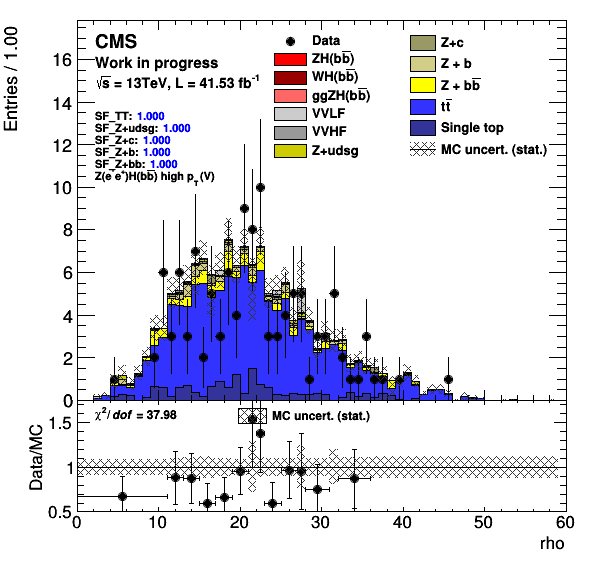 Entries / 1.00
16
14
12
10
8
6
4
2
0
CMS
Work in progress
√s = 13TeV, L = 41.53 fb⁻¹
SF_TT: 1.000
SF_Z+udsg: 1.000
SF_Z+c: 1.000
SF_Z+b: 1.000
SF_Z+bb: 1.000
Z(e⁻e⁺)H(bb̅) high p_T(V)
Data
ZH(bb̅)
WH(bb̅)
ggZH(bb̅)
VVLF
VVHF
Z+udsg
Z+c
Z + b
Z + bb̅
tt̅
Single top
MC uncert. (stat.)
Data/MC
1.5
1
0.5
χ²/dof = 37.98
MC uncert. (stat.)
0 10 20 30 40 50 60
rho